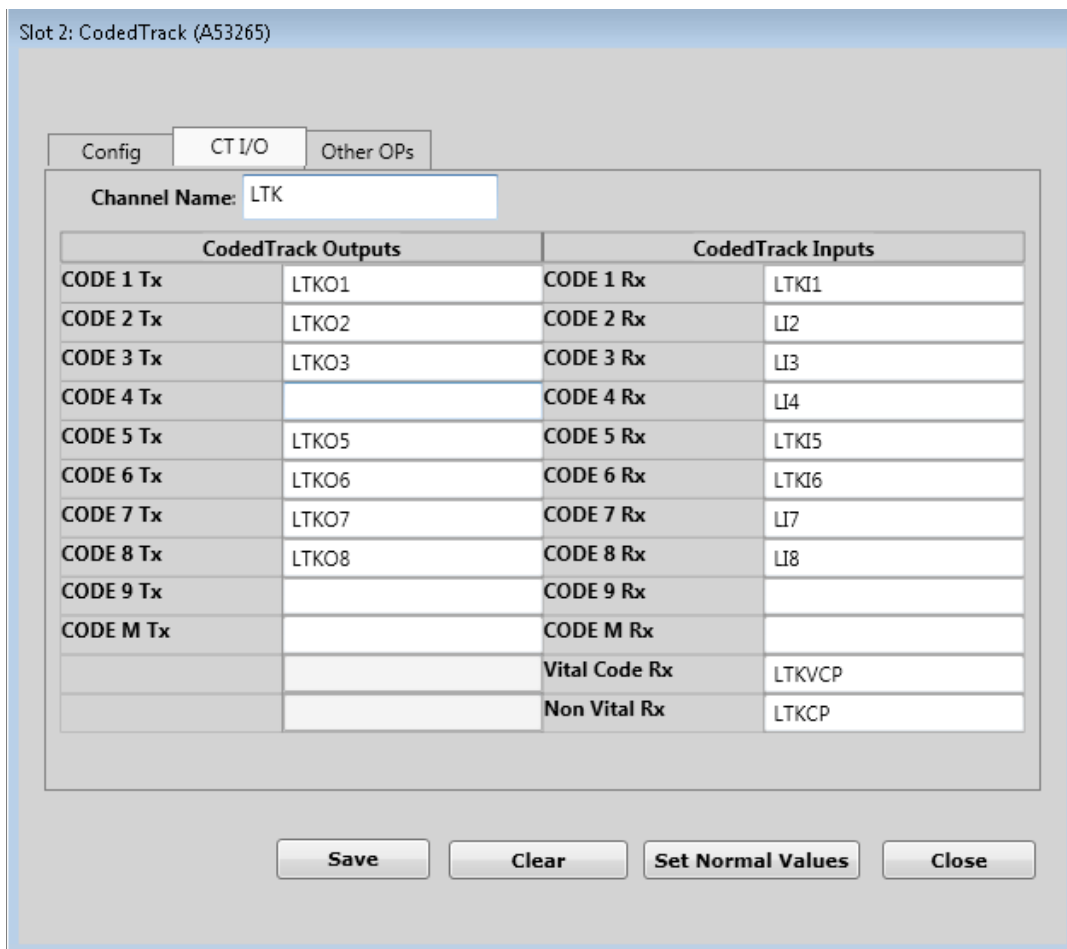 Slot 2: CodedTrack (A53265)
Config CT I/O Other OPs
Channel Name: LTK
CodedTrack Outputs CodedTrack Inputs
CODE 1 Tx LTKO1 CODE 1 Rx LTKI1
CODE 2 Tx LTKO2 CODE 2 Rx LI2
CODE 3 Tx LTKO3 CODE 3 Rx LI3
CODE 4 Tx CODE 4 Rx LI4
CODE 5 Tx LTKO5 CODE 5 Rx LTKI5
CODE 6 Tx LTKO6 CODE 6 Rx LTKI6
CODE 7 Tx LTKO7 CODE 7 Rx LI7
CODE 8 Tx LTKO8 CODE 8 Rx LI8
CODE 9 Tx CODE 9 Rx
CODE M Tx CODE M Rx
Vital Code Rx LTKVCP
Non Vital Rx LTKCP
Save Clear Set Normal Values Close